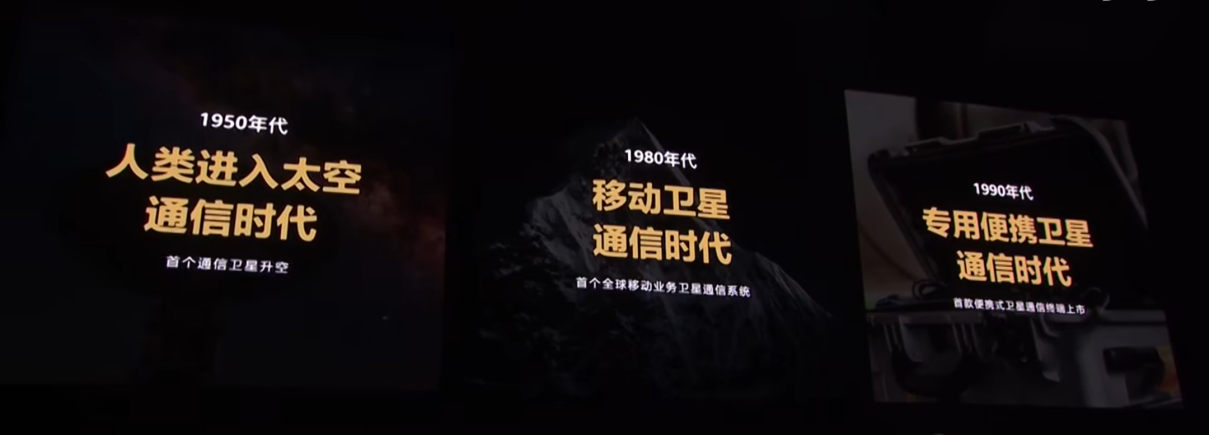 1950年代
人类进入太空
通信时代
首个通信卫星升空
1980年代
移动卫星
通信时代
首个全球移动业务卫星通信系统
1990年代
专用便携卫星
通信时代
首款便携式卫星通信终端上市